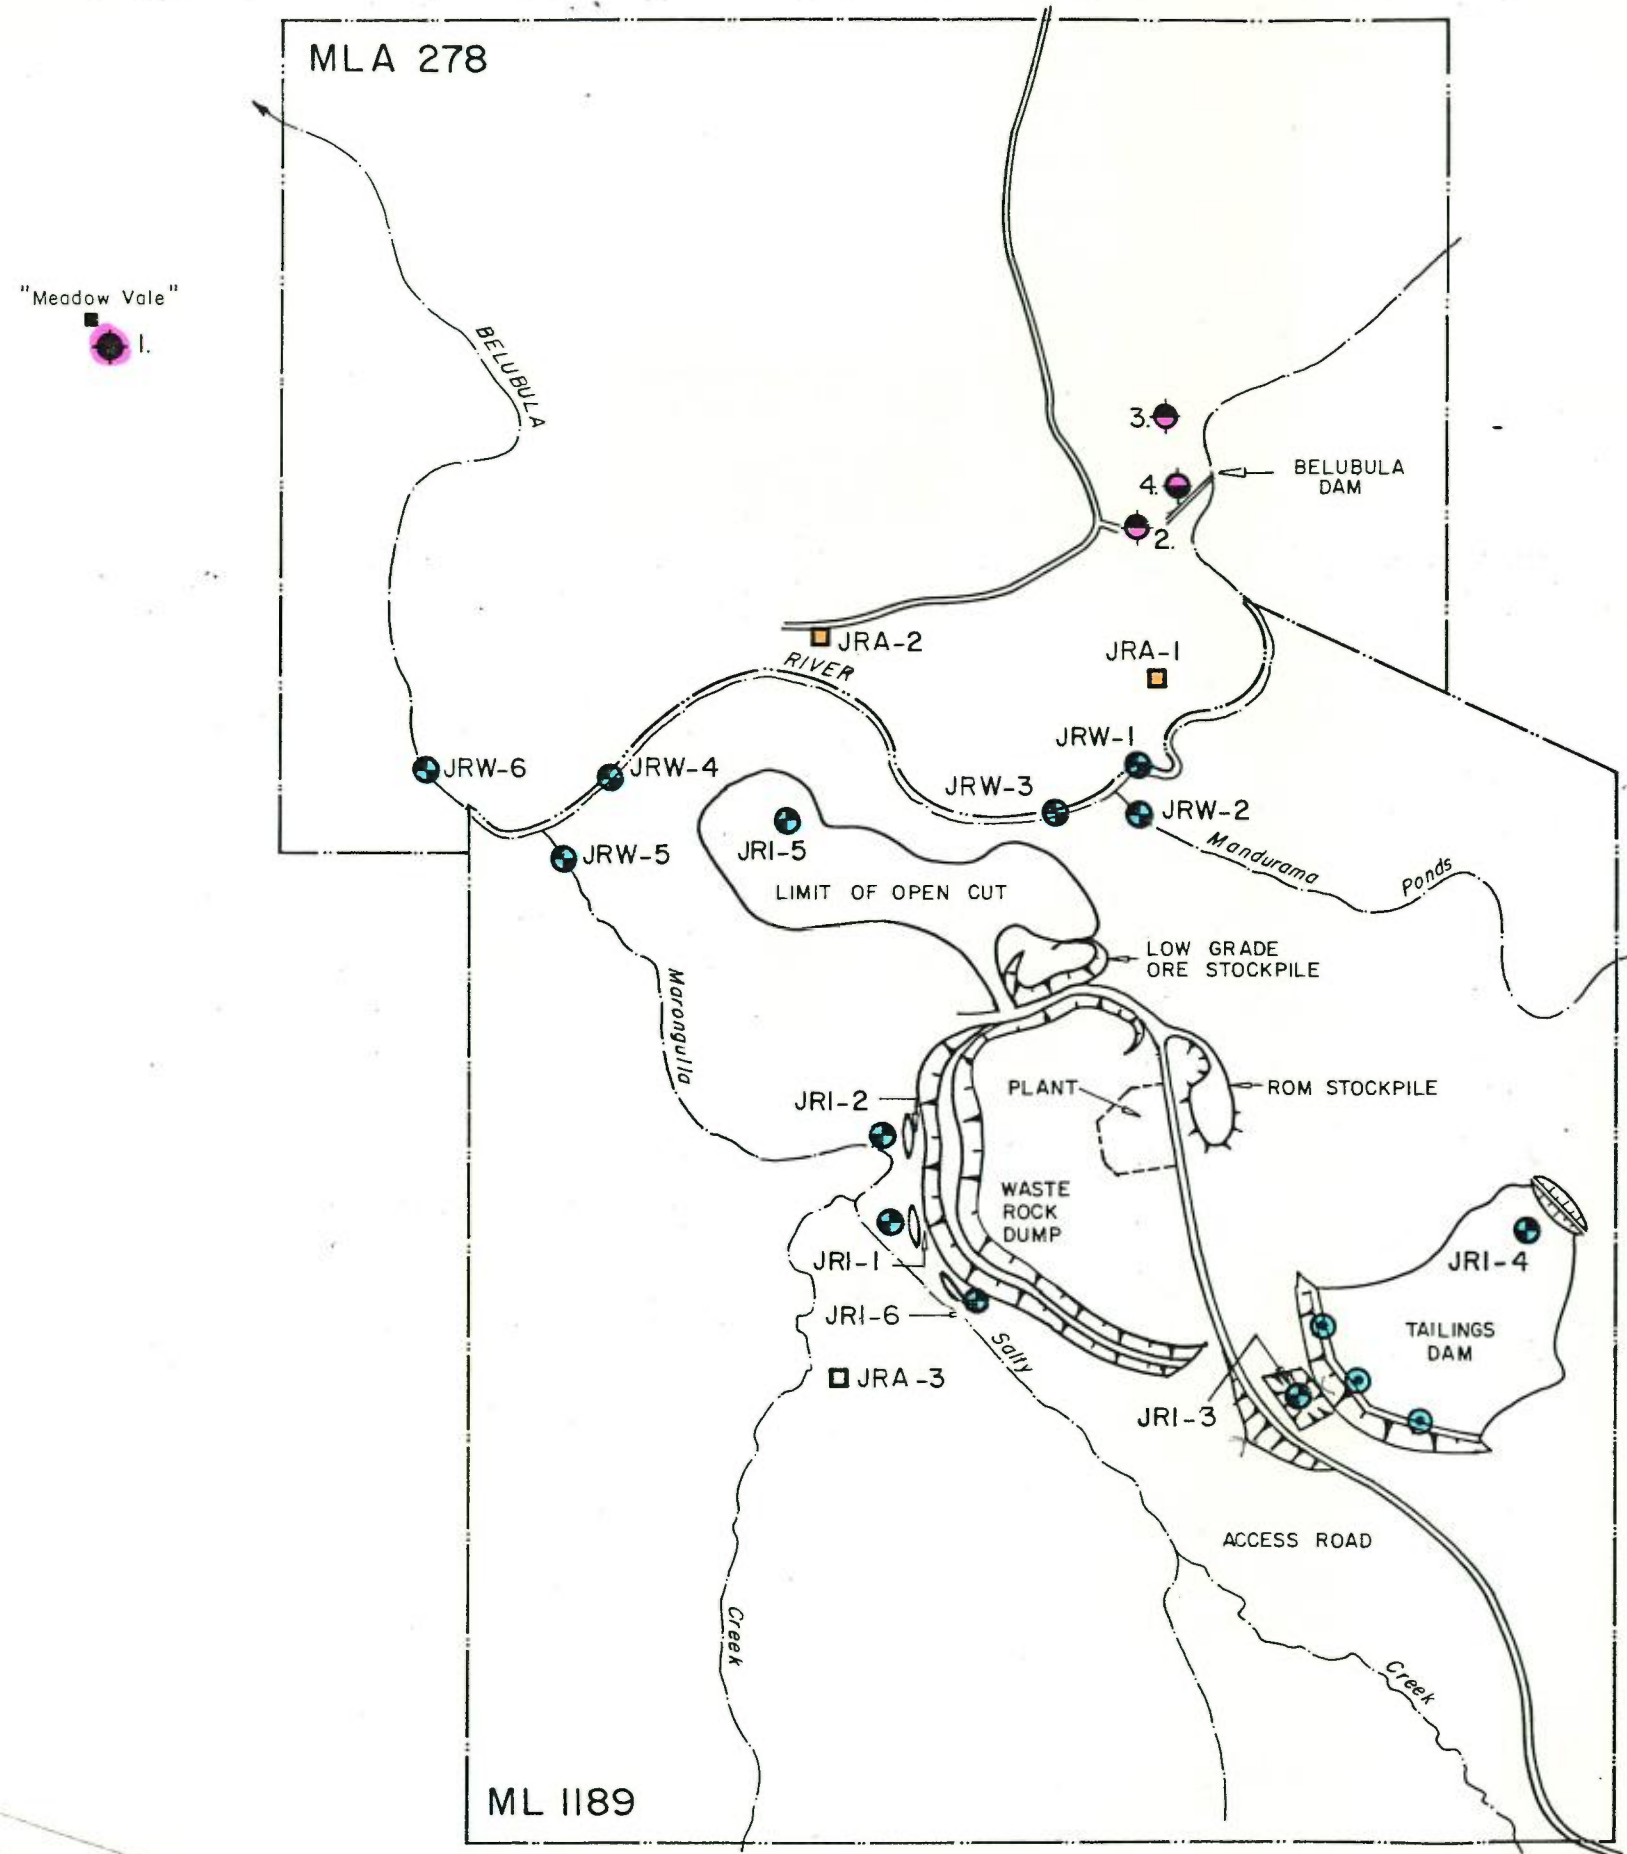 MLA 278
"Meadow Vale"
1.
BELUBULA
3.
4.
BELUBULA
DAM
2.
JRA-2
JRA-1
RIVER
JRW-1
JRW-6
JRW-4
JRW-3
JRW-2
JRW-5
JRI-5
Mandurama
Ponds
LIMIT OF OPEN CUT
LOW GRADE
ORE STOCKPILE
Marangulla
PLANT
ROM STOCKPILE
JRI-2
WASTE
ROCK
DUMP
JRI-1
JRI-4
JRI-6
Salty
TAILINGS
DAM
JRA-3
JRI-3
ACCESS ROAD
Creek
Creek
ML 1189